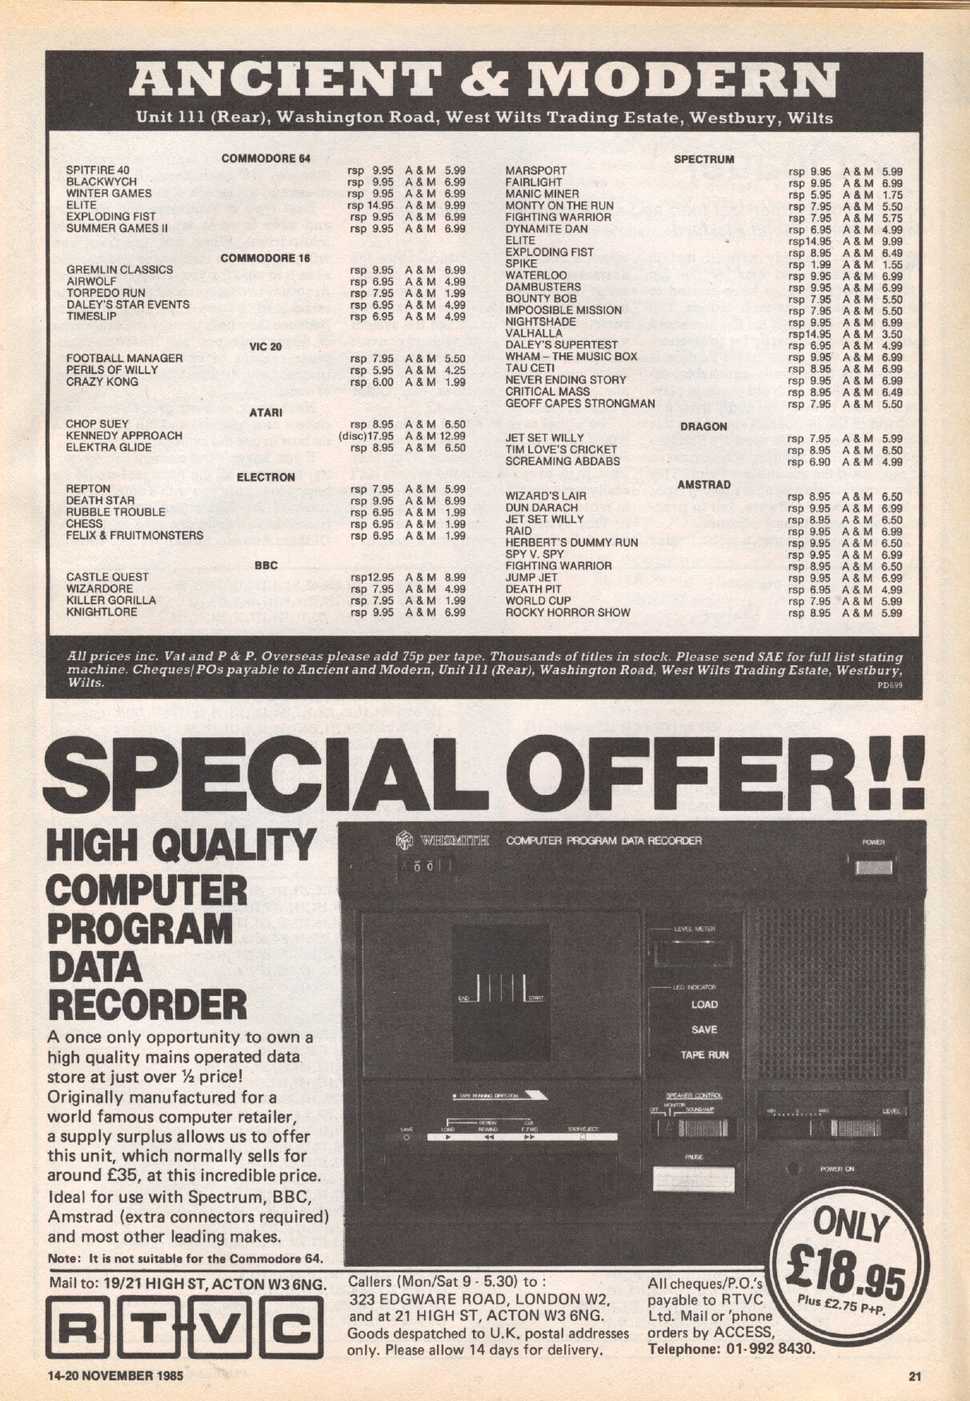 ANCIENT & MODERN
Unit 111 (Rear), Washington Road, West Wilts Trading Estate, Westbury, Wilts
COMMODORE 64
SPITFIRE 40 rsp 9.95 A & M 5.99
BLACKWYCH rsp 9.95 A & M 6.99
WINTER GAMES rsp 9.95 A & M 6.99
ELITE rsp 14.95 A & M 9.99
EXPLODING FIST rsp 9.95 A & M 6.99
SUMMER GAMES II rsp 9.95 A & M 6.99
COMMODORE 16
GREMLIN CLASSICS rsp 9.95 A & M 6.99
AIRWOLF rsp 6.95 A & M 4.99
TORPEDO RUN rsp 7.95 A & M 1.99
DALEY'S STAR EVENTS rsp 6.95 A & M 4.99
TIMESLIP rsp 6.95 A & M 4.99
VIC 20
FOOTBALL MANAGER rsp 7.95 A & M 5.50
PERILS OF WILLY rsp 5.95 A & M 4.25
CRAZY KONG rsp 6.00 A & M 1.99
ATARI
CHOP SUEY rsp 8.95 A & M 6.50
KENNEDY APPROACH (disc)17.95 A & M 12.99
ELEKTRA GLIDE rsp 8.95 A & M 6.50
ELECTRON
REPTON rsp 7.95 A & M 5.99
DEATH STAR rsp 9.95 A & M 6.99
RUBBLE TROUBLE rsp 6.95 A & M 1.99
CHESS rsp 6.95 A & M 1.99
FELIX & FRUITMONSTERS rsp 6.95 A & M 1.99
BBC
CASTLE QUEST rsp12.95 A & M 8.99
WIZARDORE rsp 7.95 A & M 4.99
KILLER GORILLA rsp 7.95 A & M 1.99
KNIGHTLORE rsp 9.95 A & M 6.99
SPECTRUM
MARSPORT rsp 9.95 A & M 5.99
FAIRLIGHT rsp 9.95 A & M 6.99
MANIC MINER rsp 5.95 A & M 1.75
MONTY ON THE RUN rsp 7.95 A & M 5.50
FIGHTING WARRIOR rsp 7.95 A & M 5.75
DYNAMITE DAN rsp 6.95 A & M 4.99
ELITE rsp14.95 A & M 9.99
EXPLODING FIST rsp 8.95 A & M 6.49
SPIKE rsp 1.99 A & M 1.55
WATERLOO rsp 9.95 A & M 6.99
DAMBUSTERS rsp 9.95 A & M 6.99
BOUNTY BOB rsp 7.95 A & M 5.50
IMPOOSIBLE MISSION rsp 7.95 A & M 5.50
NIGHTSHADE rsp 9.95 A & M 6.99
VALHALLA rsp14.95 A & M 3.50
DALEY'S SUPERTEST rsp 6.95 A & M 4.99
WHAM – THE MUSIC BOX rsp 9.95 A & M 6.99
TAU CETI rsp 8.95 A & M 6.99
NEVER ENDING STORY rsp 9.95 A & M 6.99
CRITICAL MASS rsp 8.95 A & M 6.49
GEOFF CAPES STRONGMAN rsp 7.95 A & M 5.50
DRAGON
JET SET WILLY rsp 7.95 A & M 5.99
TIM LOVE'S CRICKET rsp 8.95 A & M 6.50
SCREAMING ABDABS rsp 6.90 A & M 4.99
AMSTRAD
WIZARD'S LAIR rsp 8.95 A & M 6.50
DUN DARACH rsp 9.95 A & M 6.99
JET SET WILLY rsp 8.95 A & M 6.50
RAID rsp 9.95 A & M 6.99
HERBERT'S DUMMY RUN rsp 9.95 A & M 6.50
SPY V. SPY rsp 9.95 A & M 6.99
FIGHTING WARRIOR rsp 8.95 A & M 6.50
JUMP JET rsp 9.95 A & M 6.99
DEATH PIT rsp 6.95 A & M 4.99
WORLD CUP rsp 7.95 A & M 5.99
ROCKY HORROR SHOW rsp 8.95 A & M 5.99
All prices inc. Vat and P & P. Overseas please add 75p per tape. Thousands of titles in stock. Please send SAE for full list stating
machine. Cheques/POs payable to Ancient and Modern, Unit 111 (Rear), Washington Road, West Wilts Trading Estate, Westbury,
Wilts.
PD699
SPECIAL OFFER!!
HIGH QUALITY
COMPUTER
PROGRAM
DATA
RECORDER
A once only opportunity to own a
high quality mains operated data
store at just over ½ price!
Originally manufactured for a
world famous computer retailer,
a supply surplus allows us to offer
this unit, which normally sells for
around £35, at this incredible price.
Ideal for use with Spectrum, BBC,
Amstrad (extra connectors required)
and most other leading makes.
Note: It is not suitable for the Commodore 64.
WHSMITH COMPUTER PROGRAM DATA RECORDER
POWER
LEVEL METER
LED INDICATOR
LOAD
SAVE
TAPE RUN
END START
TAPE RUNNING DIRECTION
REVIEW CUE
SAVE LOAD REWIND F.FWD STOP/EJECT
SPEAKER CONTROL
MONITOR
OFF SOUND/AMP
MIN MAX LEVEL
PAUSE
POWER ON
ONLY
£18.95
Plus £2.75 P+P.
Mail to: 19/21 HIGH ST, ACTON W3 6NG.
RTVC
Callers (Mon/Sat 9 - 5.30) to :
323 EDGWARE ROAD, LONDON W2,
and at 21 HIGH ST, ACTON W3 6NG.
Goods despatched to U.K. postal addresses
only. Please allow 14 days for delivery.
All cheques/P.O.'s
payable to RTVC
Ltd. Mail or 'phone
orders by ACCESS,
Telephone: 01-992 8430.
14-20 NOVEMBER 1985
21